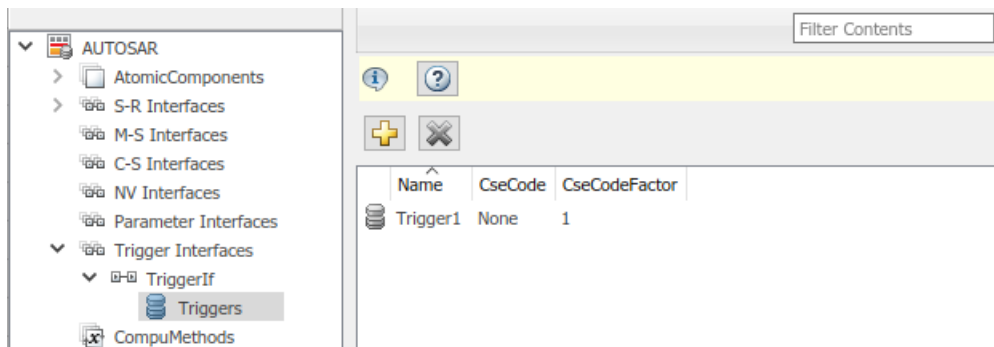 Filter Contents
AUTOSAR
AtomicComponents
S-R Interfaces
M-S Interfaces
C-S Interfaces
NV Interfaces
Parameter Interfaces
Trigger Interfaces
TriggerIf
Triggers
CompuMethods
Name CseCode CseCodeFactor
Trigger1 None 1